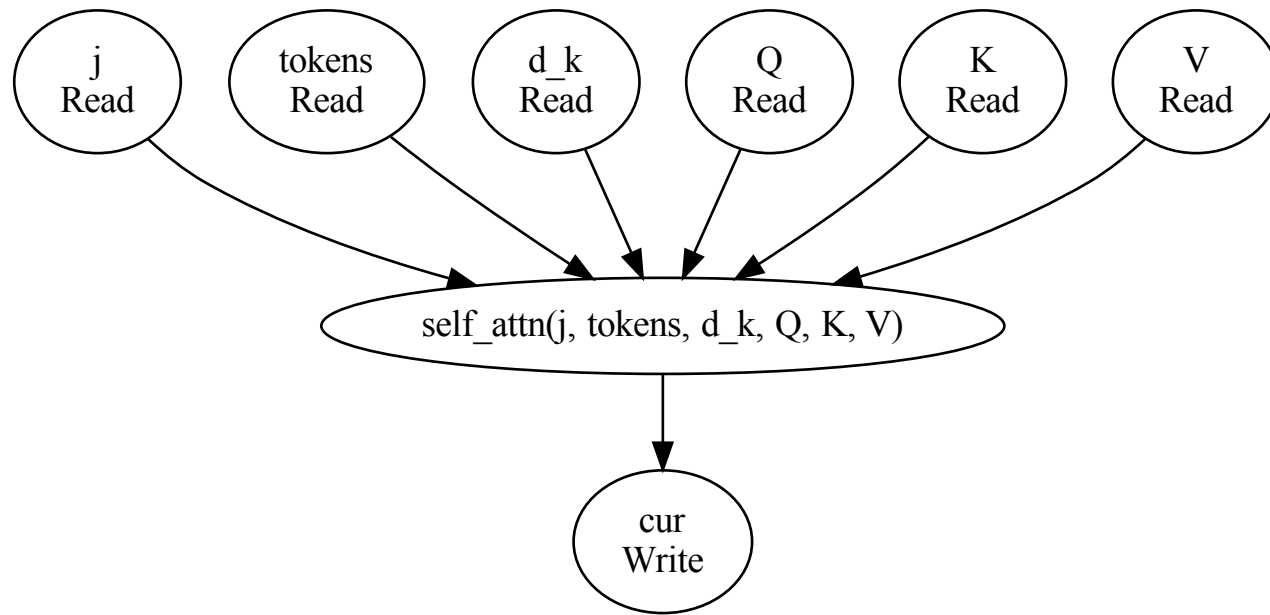 j
Read
tokens
Read
d_k
Read
Q
Read
K
Read
V
Read
self_attn(j, tokens, d_k, Q, K, V)
cur
Write